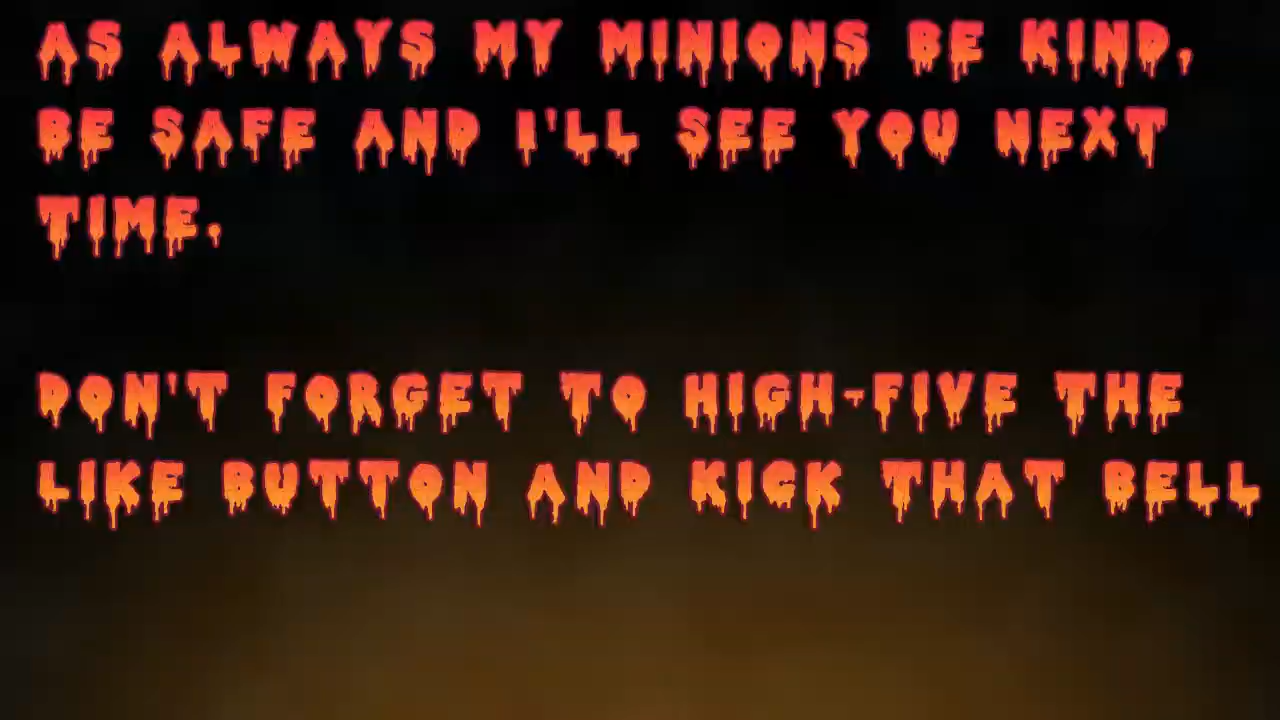 AS ALWAYS MY MINIONS BE KIND,
BE SAFE AND I'LL SEE YOU NEXT
TIME.
DON'T FORGET TO HIGH-FIVE THE
LIKE BUTTON AND KICK THAT BELL